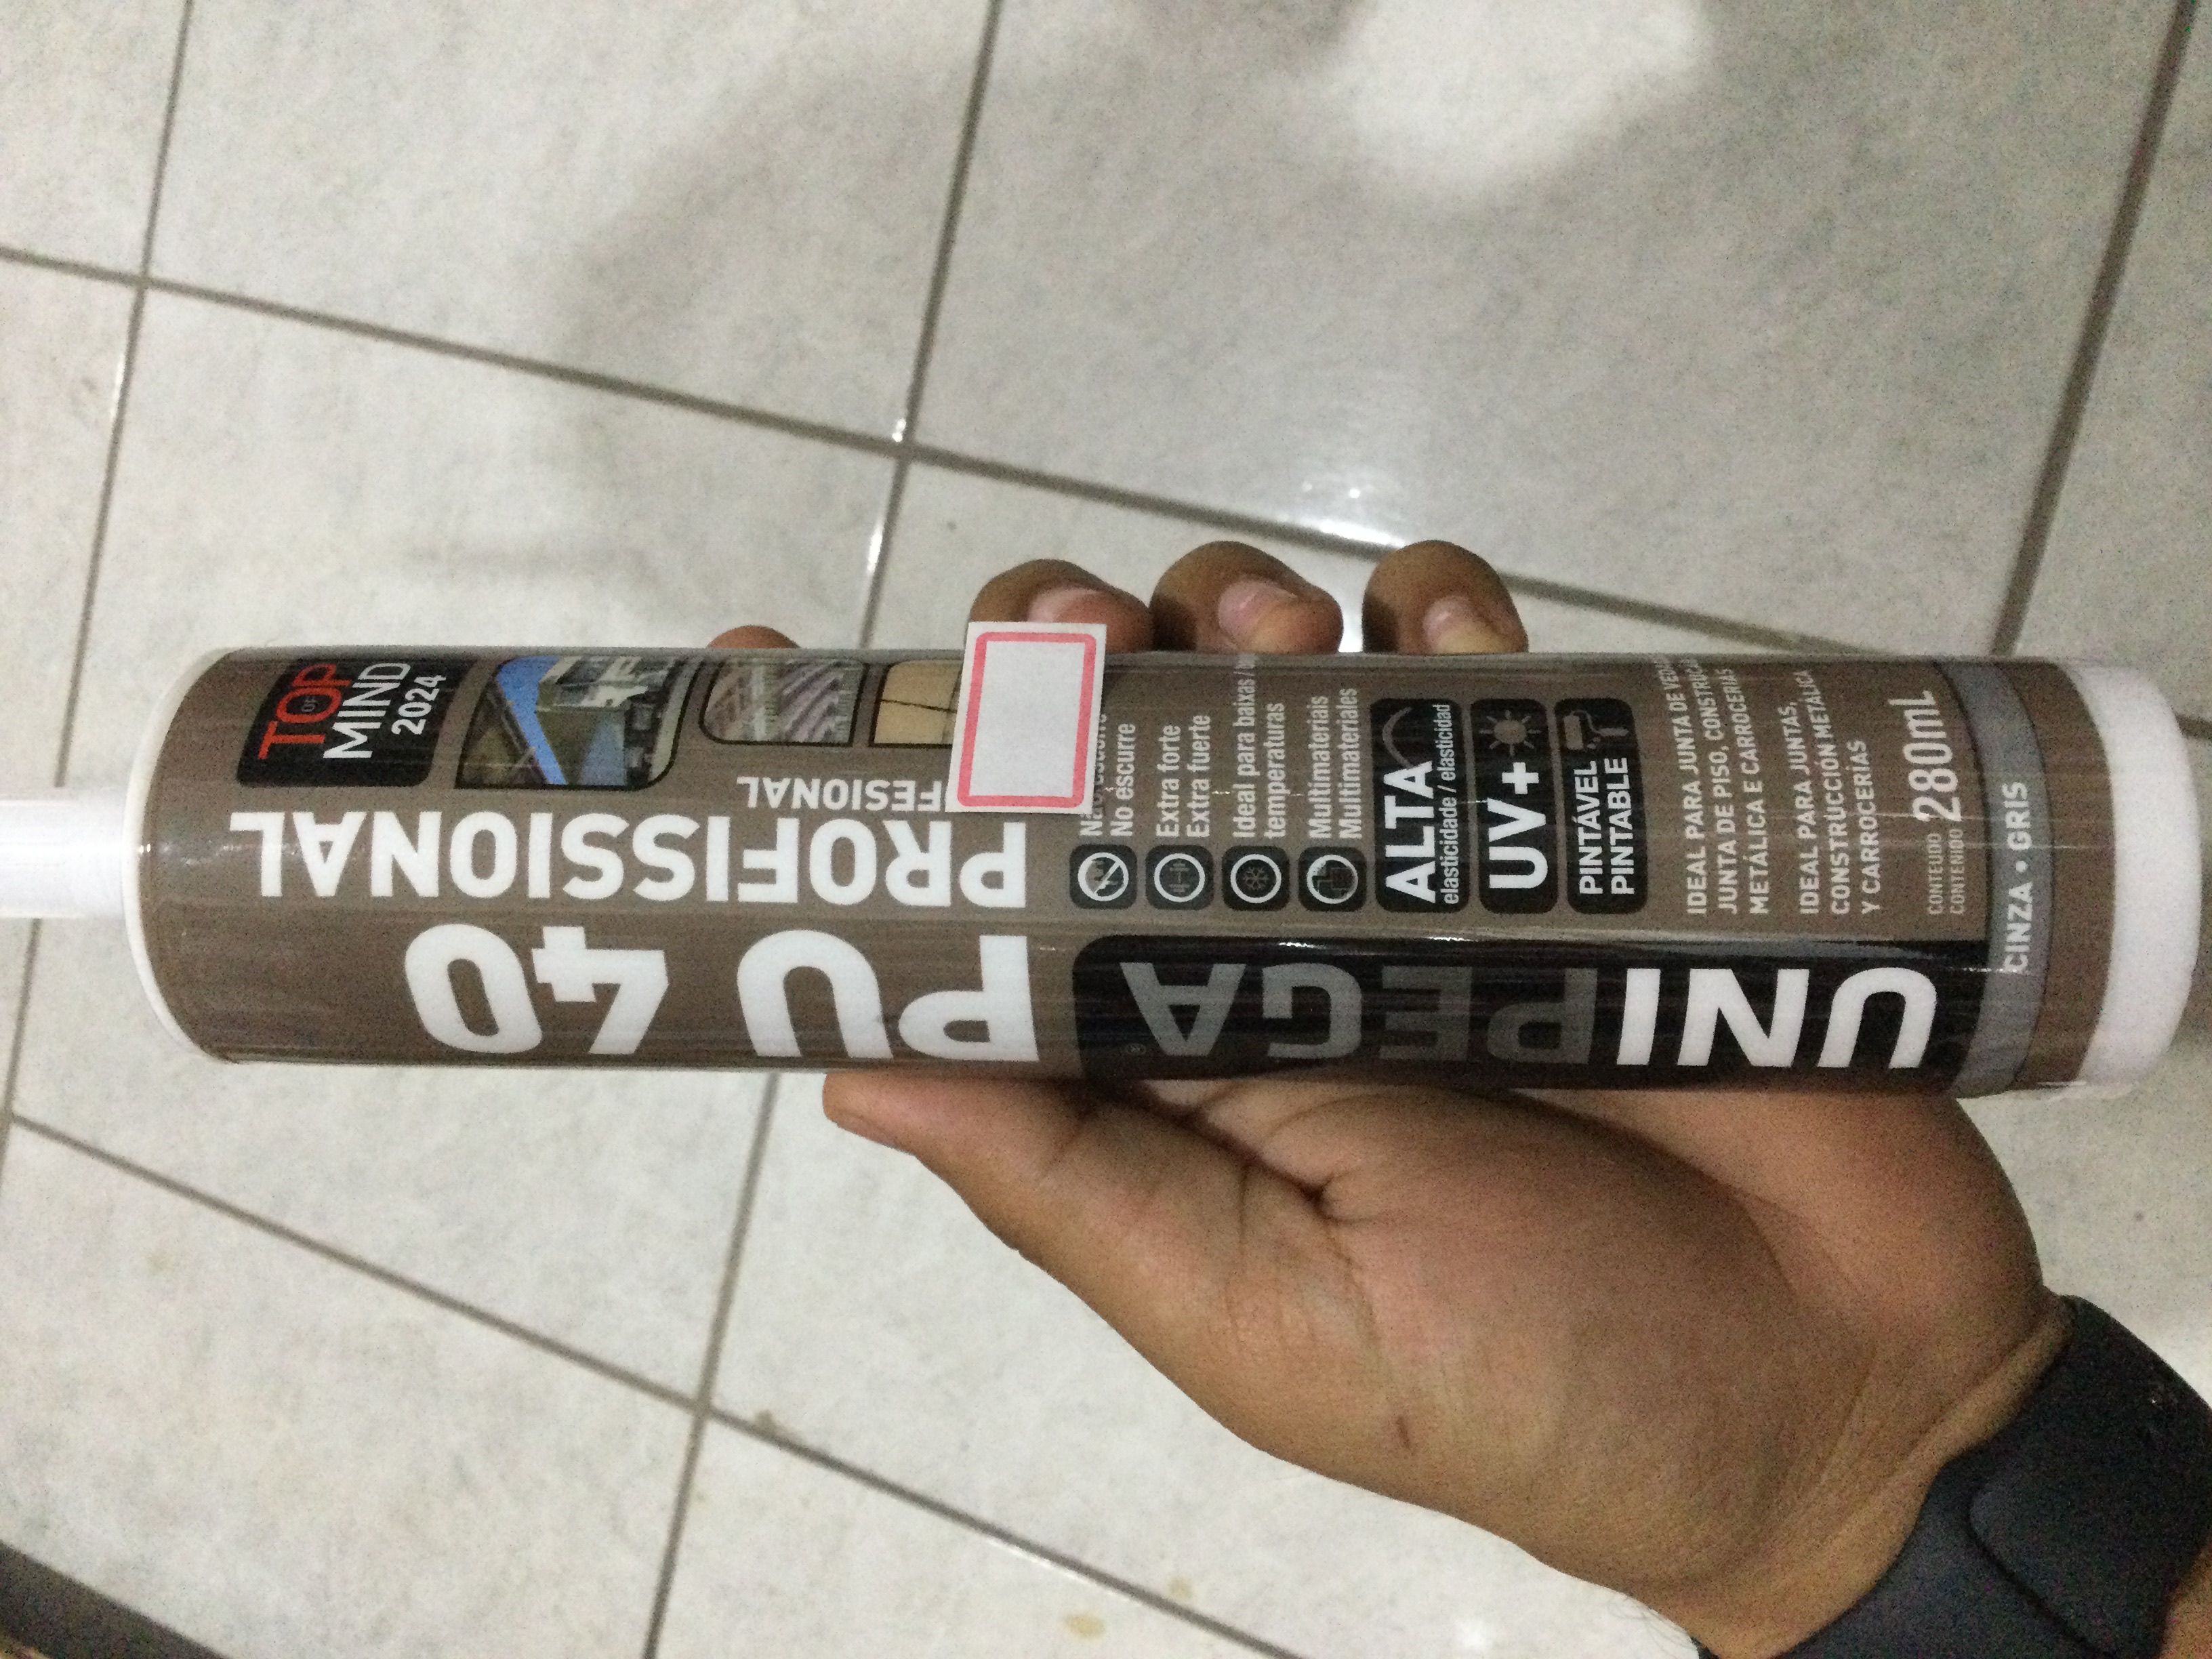 TOP
OF
MIND
2024
UNIPEGA®
PU 40
PROFISSIONAL
No escurre
Extra forte
Extra fuerte
Ideal para baixas /
temperaturas
Multimateriais
Multimateriales
ALTA
elasticidade / elasticidad
UV+
PINTÁVEL
PINTABLE
IDEAL PARA JUNTA DE
JUNTA DE PISO,
METÁLICA E CARROCERIAS
IDEAL PARA JUNTAS,
CONSTRUCCIÓN METÁLICA
Y CARROCERÍAS
CONTEÚDO
CONTENIDO 280mL
CINZA • GRIS